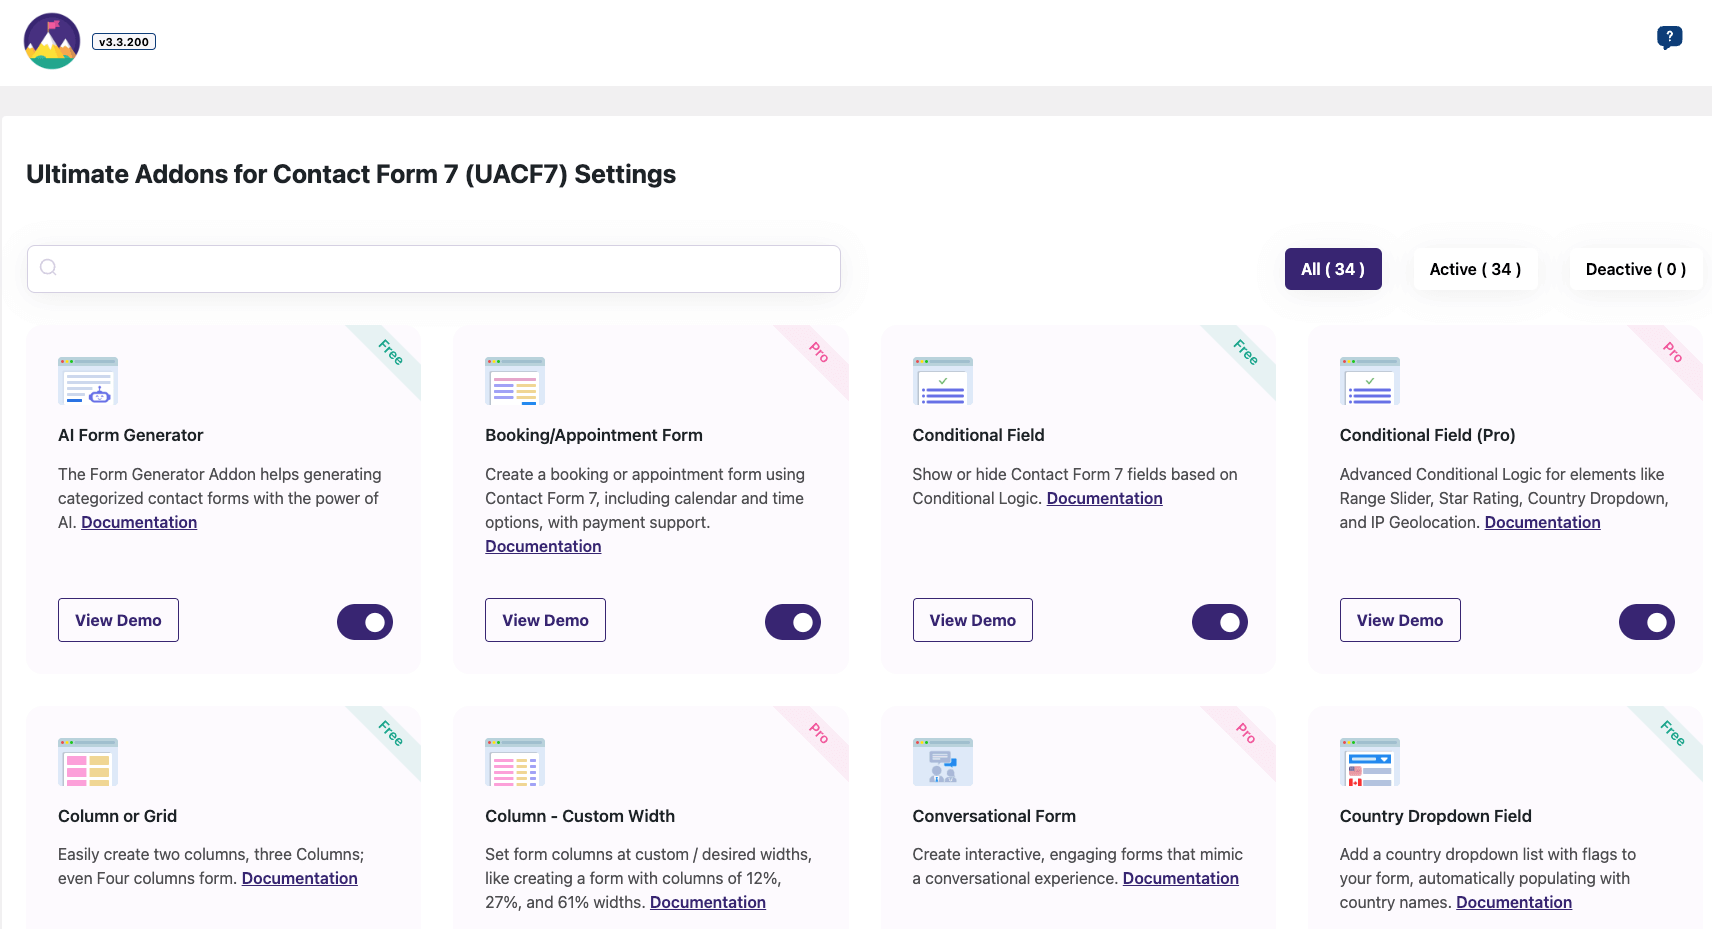 v3.3.200
?
Ultimate Addons for Contact Form 7 (UACF7) Settings
All ( 34 )
Active ( 34 )
Deactive ( 0 )
Free
AI Form Generator
The Form Generator Addon helps generating
categorized contact forms with the power of
AI. Documentation
View Demo
Pro
Booking/Appointment Form
Create a booking or appointment form using
Contact Form 7, including calendar and time
options, with payment support.
Documentation
View Demo
Free
Conditional Field
Show or hide Contact Form 7 fields based on
Conditional Logic. Documentation
View Demo
Pro
Conditional Field (Pro)
Advanced Conditional Logic for elements like
Range Slider, Star Rating, Country Dropdown,
and IP Geolocation. Documentation
View Demo
Free
Column or Grid
Easily create two columns, three Columns;
even Four columns form. Documentation
Pro
Column - Custom Width
Set form columns at custom / desired widths,
like creating a form with columns of 12%,
27%, and 61% widths. Documentation
Pro
Conversational Form
Create interactive, engaging forms that mimic
a conversational experience. Documentation
Free
Country Dropdown Field
Add a country dropdown list with flags to
your form, automatically populating with
country names. Documentation